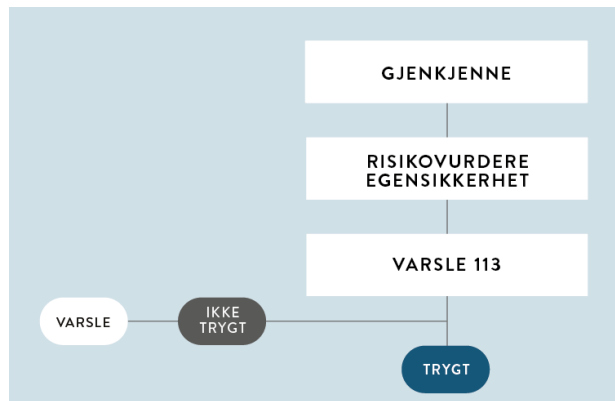 GJENKJENNE
RISIKOVURDERE
EGENSIKKERHET
VARSLE 113
VARSLE
IKKE
TRYGT
TRYGT